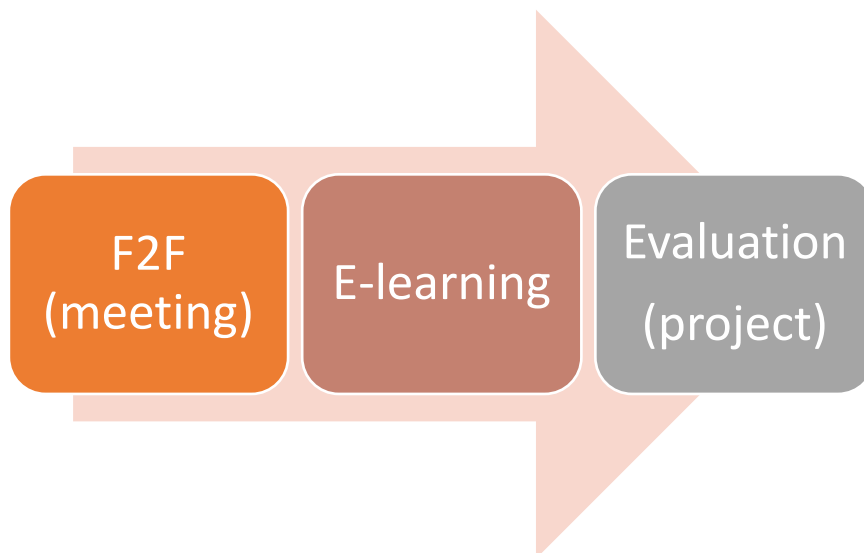 F2F
(meeting)
E-learning
Evaluation
(project)